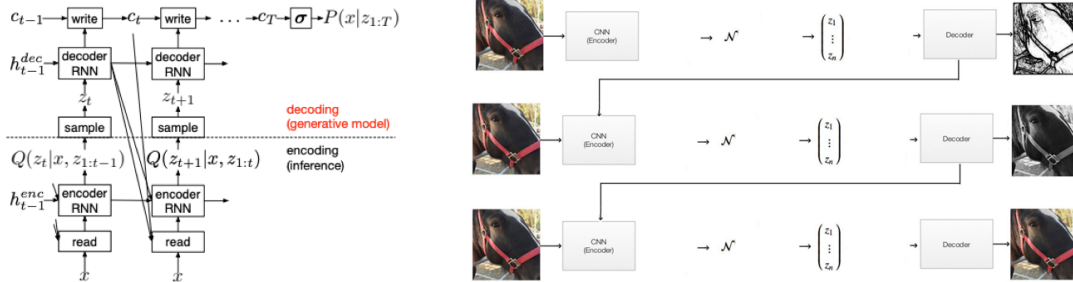 c_{t-1} write c_t write ... c_T σ P(x|z_{1:T})
h^{dec}_{t-1} decoder RNN decoder RNN
z_t z_{t+1}
decoding
(generative model)
sample sample
encoding
(inference)
Q(z_t|x, z_{1:t-1}) Q(z_{t+1}|x, z_{1:t})
h^{enc}_{t-1} encoder RNN encoder RNN
read read
x x
CNN
(Encoder)
N
z_1
⋮
z_n
Decoder
CNN
(Encoder)
N
z_1
⋮
z_n
Decoder
CNN
(Encoder)
N
z_1
⋮
z_n
Decoder